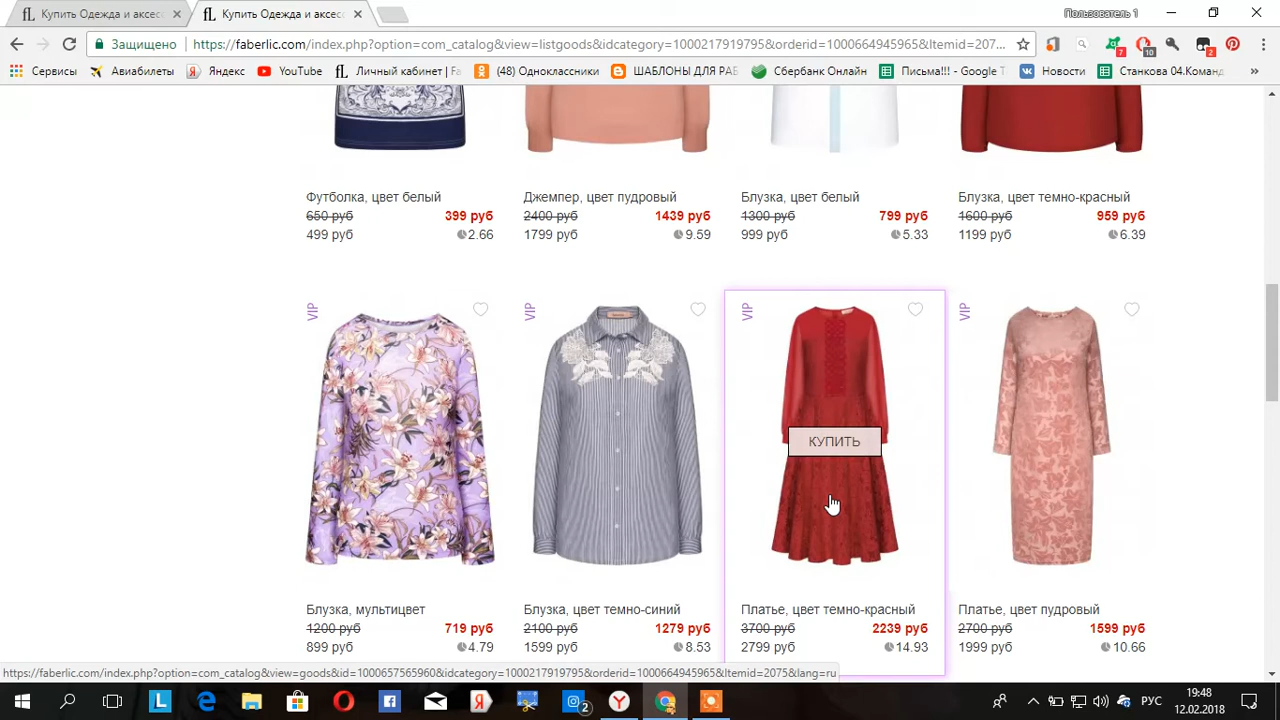 Купить Одежда и аксесс
Купить Одежда и аксесс
Пользователь 1
Защищено
https://faberlic.com/index.php?option=com_catalog&view=listgoods&idcategory=1000217919795&orderid=1000664945965&Itemid=207...
7
10
2
Сервисы
Авиабилеты
Яндекс
YouTube
Личный кабинет | Fa
(48) Одноклассники
ШАБЛОНЫ ДЛЯ РАБ
Сбербанк Онлайн
Письма!!! - Google Т
Новости
Станкова 04.Команд
»
Футболка, цвет белый
650 руб 399 руб
499 руб 2.66
Джемпер, цвет пудровый
2400 руб 1439 руб
1799 руб 9.59
Блузка, цвет белый
1300 руб 799 руб
999 руб 5.33
Блузка, цвет темно-красный
1600 руб 959 руб
1199 руб 6.39
VIP
VIP
VIP
VIP
КУПИТЬ
Блузка, мультицвет
1200 руб 719 руб
899 руб 4.79
Блузка, цвет темно-синий
2100 руб 1279 руб
1599 руб 8.53
Платье, цвет темно-красный
3700 руб 2239 руб
2799 руб 14.93
Платье, цвет пудровый
2700 руб 1599 руб
1999 руб 10.66
https://faberlic.com/index.php?option=com_catalog&view=goods&id=1000657565960&idcategory=1000217919795&orderid=1000664945965&Itemid=2075&lang=ru
2
РУС
19:48
12.02.2018